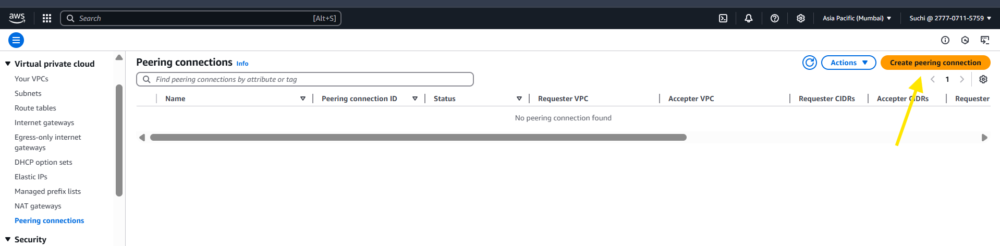 aws
Search [Alt+S]
Asia Pacific (Mumbai)
Suchi @ 2777-0711-5759
Virtual private cloud
Your VPCs
Subnets
Route tables
Internet gateways
Egress-only internet
gateways
DHCP option sets
Elastic IPs
Managed prefix lists
NAT gateways
Peering connections
Security
Peering connections Info
Actions
Create peering connection
Find peering connections by attribute or tag
1
Name Peering connection ID Status Requester VPC Accepter VPC Requester CIDRs Accepter CIDRs Requester
No peering connection found